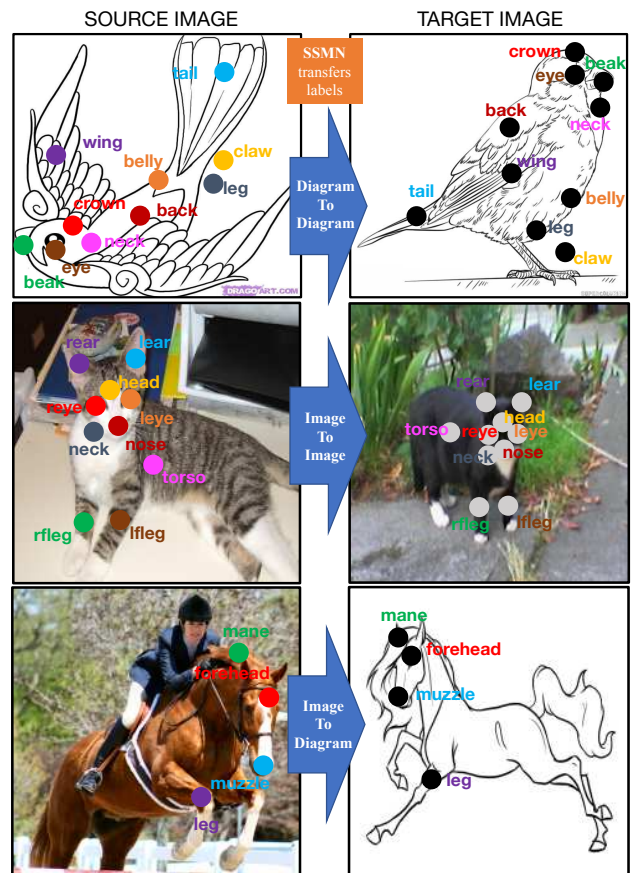 SOURCE IMAGE
TARGET IMAGE
SSMN
transfers
labels
tail
wing
belly
claw
leg
crown
back
neck
eye
beak
DRAGOART.COM
Diagram
To
Diagram
crown
beak
eye
neck
back
wing
tail
belly
leg
claw
rear
lear
head
reye
leye
neck
nose
torso
rfleg
lfleg
Image
To
Image
rear
lear
head
torso
reye
leye
neck
nose
rfleg
lfleg
mane
forehead
muzzle
leg
Image
To
Diagram
mane
forehead
muzzle
leg